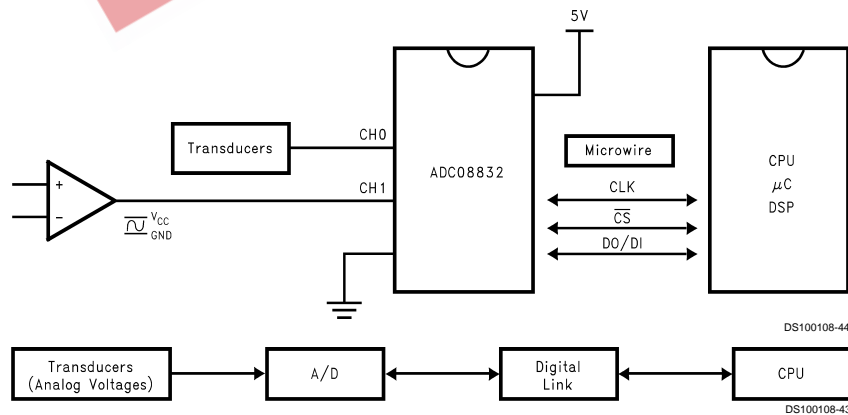 5V
CH0
Transducers
ADC08832
Microwire
CPU
μC
DSP
CH1
CLK
+
−
VCC
GND
CS
DO/DI
DS100108-44
Transducers
(Analog Voltages)
A/D
Digital
Link
CPU
DS100108-43